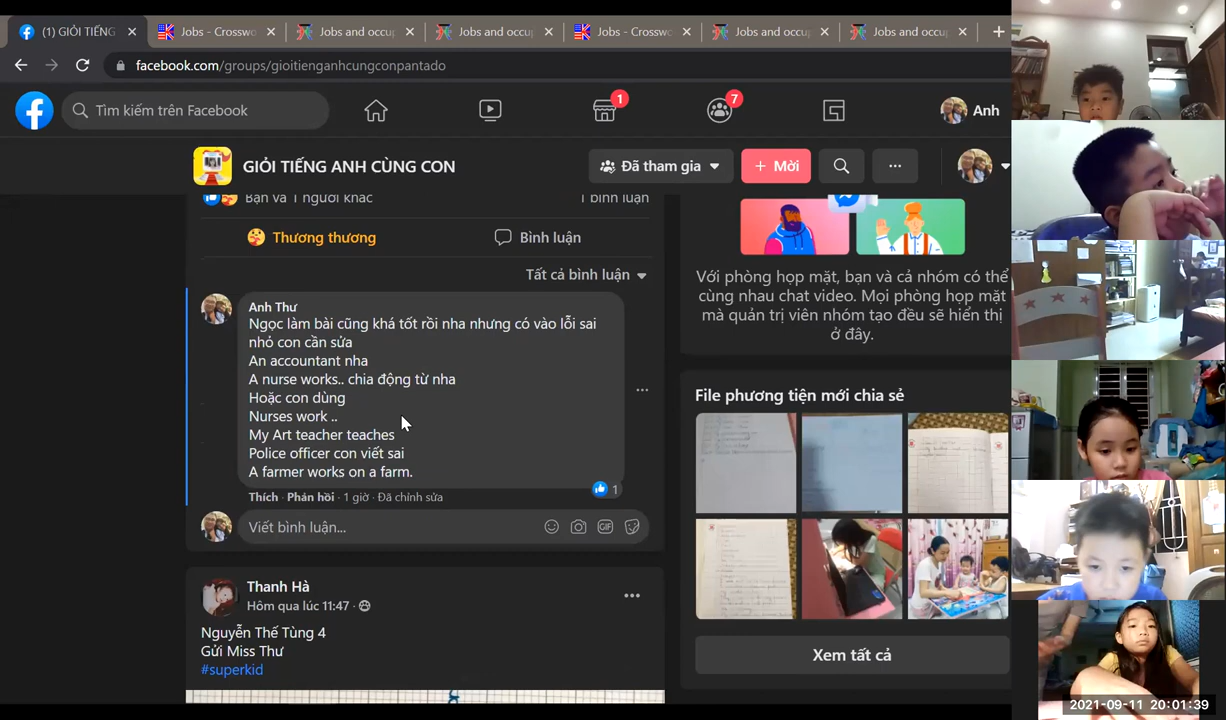 (1) GIỎI TIẾNG
Jobs - Crosswo
Jobs and occup
Jobs and occup
Jobs - Crosswo
Jobs and occup
Jobs and occup
facebook.com/groups/gioitienganhcungconpantado
Tìm kiếm trên Facebook
1
7
Anh
GIỎI TIẾNG ANH CÙNG CON
Đã tham gia
+ Mời
Bạn và 1 người khác
1 bình luận
Thương thương
Bình luận
Tất cả bình luận
Anh Thư
Ngọc làm bài cũng khá tốt rồi nha nhưng có vào lỗi sai
nhỏ con cần sửa
An accountant nha
A nurse works.. chia động từ nha
Hoặc con dùng
Nurses work ..
My Art teacher teaches
Police officer con viết sai
A farmer works on a farm.
1
Thích · Phản hồi · 1 giờ · Đã chỉnh sửa
Viết bình luận...
GIF
Thanh Hà
Hôm qua lúc 11:47 ·
Nguyễn Thế Tùng 4
Gửi Miss Thư
#superkid
Với phòng họp mặt, bạn và cả nhóm có thể
cùng nhau chat video. Mọi phòng họp mặt
mà quản trị viên nhóm tạo đều sẽ hiển thị
ở đây.
File phương tiện mới chia sẻ
Xem tất cả
2021-09-11 20:01:39